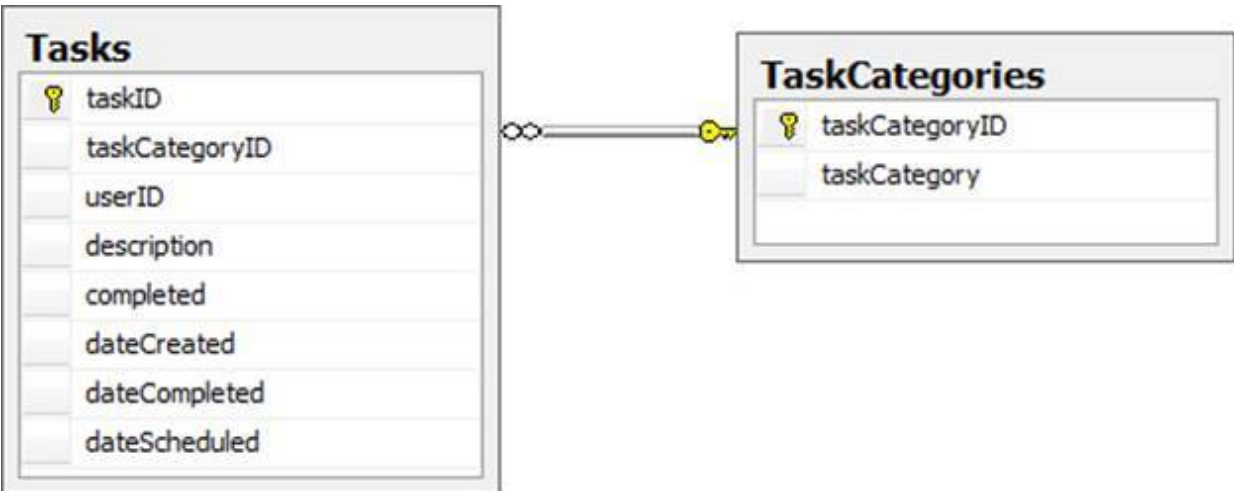 Tasks
taskID
taskCategoryID
userID
description
completed
dateCreated
dateCompleted
dateScheduled
TaskCategories
taskCategoryID
taskCategory